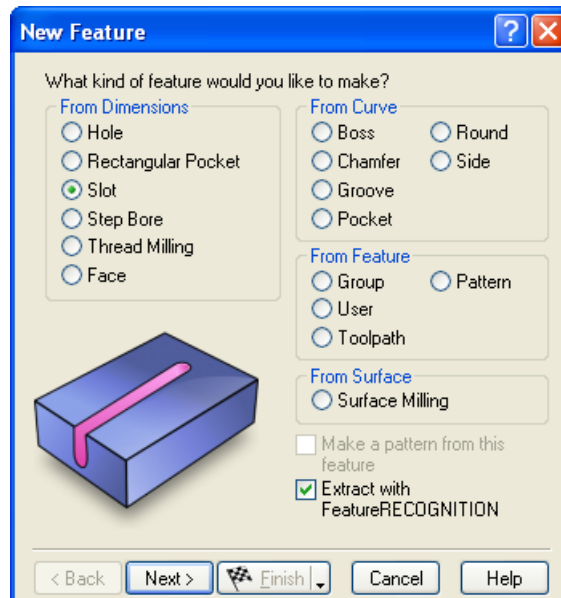 New Feature
What kind of feature would you like to make?
From Dimensions
Hole
Rectangular Pocket
Slot
Step Bore
Thread Milling
Face
From Curve
Boss
Round
Chamfer
Side
Groove
Pocket
From Feature
Group
Pattern
User
Toolpath
From Surface
Surface Milling
Make a pattern from this
feature
Extract with
FeatureRECOGNITION
< Back
Next >
Finish
Cancel
Help